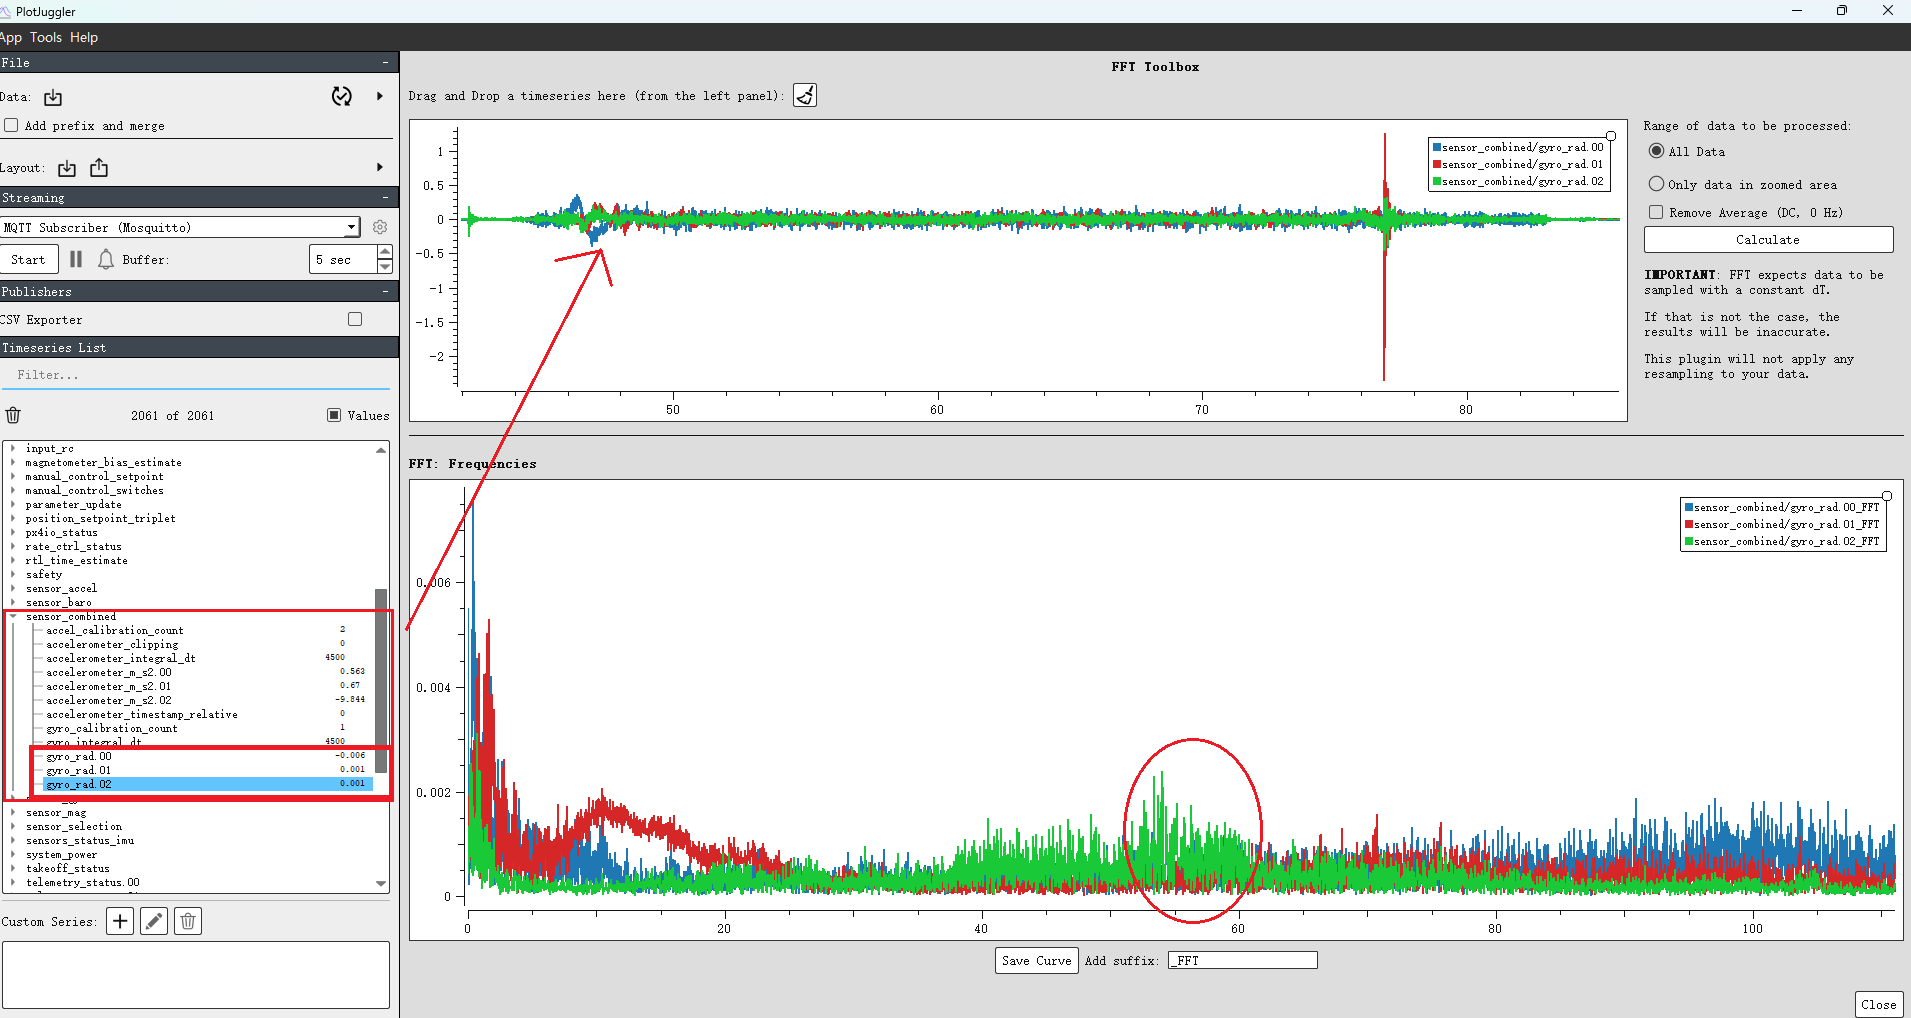 PlotJuggler
App Tools Help
File -
Data:
Add prefix and merge
Layout:
Streaming -
MQTT Subscriber (Mosquitto)
Start Buffer: 5 sec
Publishers -
CSV Exporter
Timeseries List
Filter...
2061 of 2061 Values
input_rc
magnetometer_bias_estimate
manual_control_setpoint
manual_control_switches
parameter_update
position_setpoint_triplet
px4io_status
rate_ctrl_status
rtl_time_estimate
safety
sensor_accel
sensor_baro
sensor_combined
accel_calibration_count 2
accelerometer_clipping 0
accelerometer_integral_dt 4500
accelerometer_m_s2.00 0.563
accelerometer_m_s2.01 0.67
accelerometer_m_s2.02 -9.844
accelerometer_timestamp_relative 0
gyro_calibration_count 1
gyro_integral_dt 4500
gyro_rad.00 -0.006
gyro_rad.01 0.001
gyro_rad.02 0.001
sensor_mag
sensor_selection
sensors_status_imu
system_power
takeoff_status
telemetry_status.00
Custom Series:
FFT Toolbox
Drag and Drop a timeseries here (from the left panel):
sensor_combined/gyro_rad.00
sensor_combined/gyro_rad.01
sensor_combined/gyro_rad.02
1
0.5
0
-0.5
-1
-1.5
-2
50 60 70 80
Range of data to be processed:
All Data
Only data in zoomed area
Remove Average (DC, 0 Hz)
Calculate
IMPORTANT: FFT expects data to be
sampled with a constant dT.
If that is not the case, the
results will be inaccurate.
This plugin will not apply any
resampling to your data.
FFT: Frequencies
sensor_combined/gyro_rad.00_FFT
sensor_combined/gyro_rad.01_FFT
sensor_combined/gyro_rad.02_FFT
0.006
0.004
0.002
0
0 20 40 60 80 100
Save Curve Add suffix: _FFT
Close